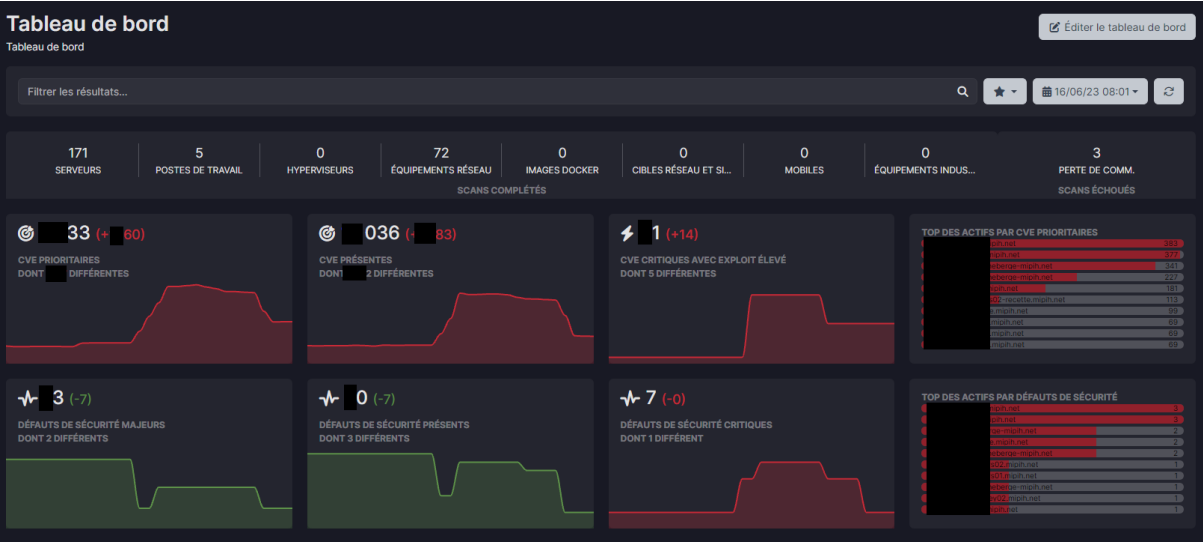 Tableau de bord
Tableau de bord
Éditer le tableau de bord
Filtrer les résultats...
16/06/23 08:01
171 5 0 72 0 0 0 0 3
SERVEURS POSTES DE TRAVAIL HYPERVISEURS ÉQUIPEMENTS RÉSEAU IMAGES DOCKER CIBLES RÉSEAU ET SI... MOBILES ÉQUIPEMENTS INDUS... PERTE DE COMM.
SCANS COMPLÉTÉS SCANS ÉCHOUÉS
33 (+ 60)
CVE PRIORITAIRES
DONT DIFFÉRENTES
036 (+ 83)
CVE PRÉSENTES
DONT 2 DIFFÉRENTES
1 (+14)
CVE CRITIQUES AVEC EXPLOIT ÉLEVÉ
DONT 5 DIFFÉRENTES
TOP DES ACTIFS PAR CVE PRIORITAIRES
mipih.net 383
377
eberge-mipih.net 341
eberge-mipih.net 227
mipih.net 181
02-recette.mipih.net 113
e.mipih.net 99
.mipih.net 69
.mipih.net 69
mipih.net 69
3 (-7)
DÉFAUTS DE SÉCURITÉ MAJEURS
DONT 2 DIFFÉRENTS
0 (-7)
DÉFAUTS DE SÉCURITÉ PRÉSENTS
DONT 3 DIFFÉRENTS
7 (-0)
DÉFAUTS DE SÉCURITÉ CRITIQUES
DONT 1 DIFFÉRENT
TOP DES ACTIFS PAR DÉFAUTS DE SÉCURITÉ
mipih.net 3
pih.net 3
ge-mipih.net 2
e.mipih.net 2
eberge-mipih.net 2
02.mipih.net 1
01.mipih.net 1
eberge-mipih.net 1
02.mipih.net 1
mipih.net 1